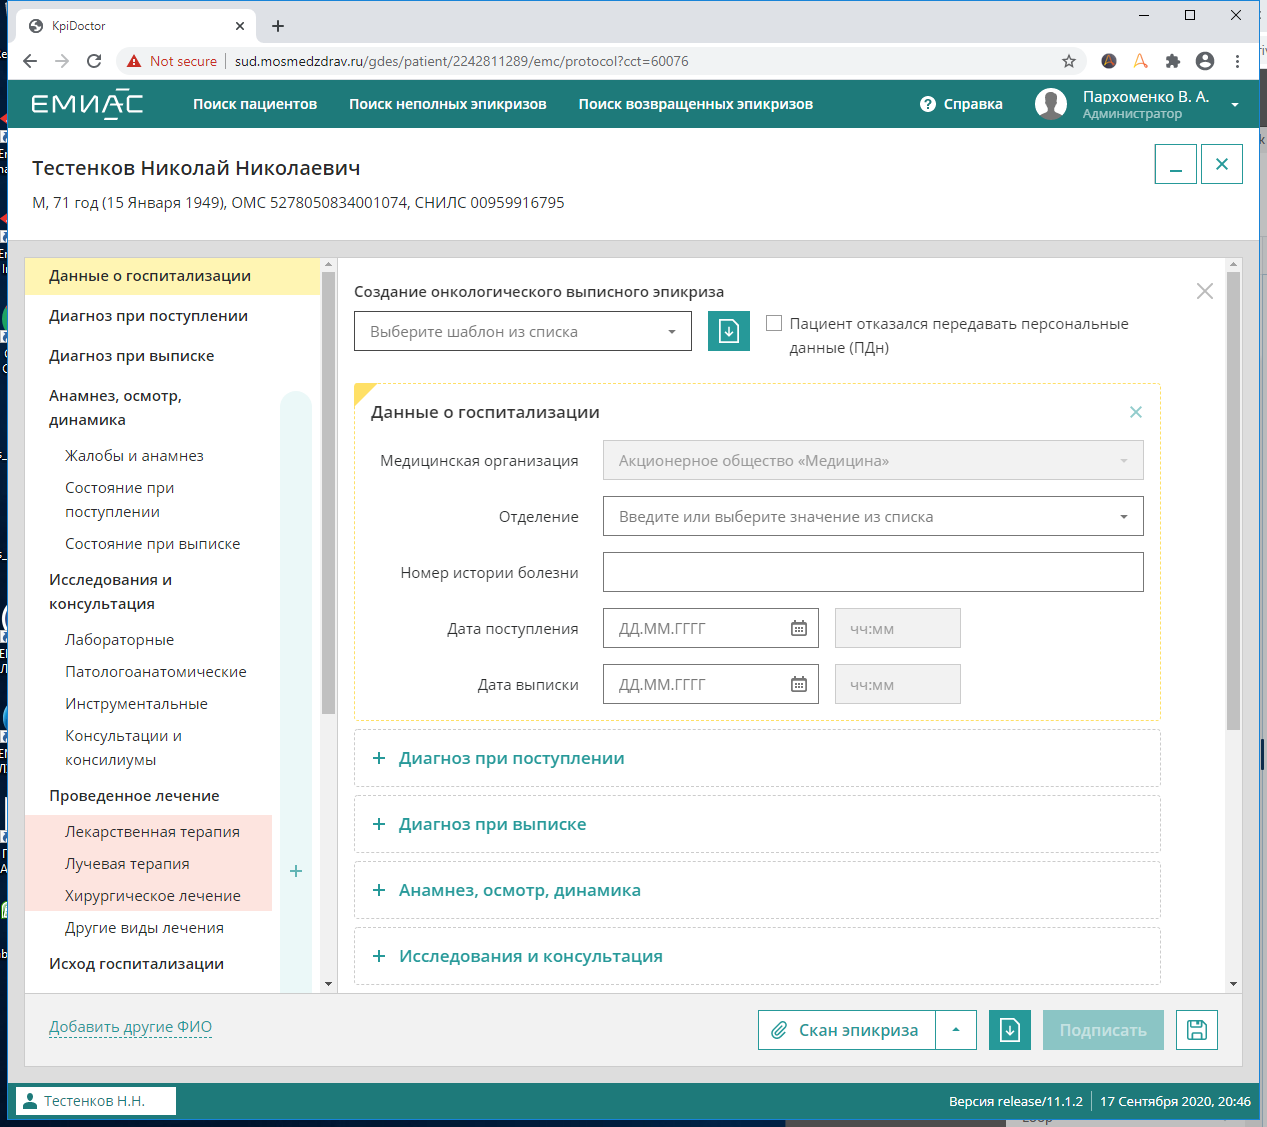 KpiDoctor
Not secure
sud.mosmedzdrav.ru/gdes/patient/2242811289/emc/protocol?cct=60076
ЕМИАС
Поиск пациентов
Поиск неполных эпикризов
Поиск возвращенных эпикризов
Справка
Пархоменко В. А.
Администратор
Тестенков Николай Николаевич
М, 71 год (15 Января 1949), ОМС 5278050834001074, СНИЛС 00959916795
Данные о госпитализации
Диагноз при поступлении
Диагноз при выписке
Анамнез, осмотр,
динамика
Жалобы и анамнез
Состояние при
поступлении
Состояние при выписке
Исследования и
консультация
Лабораторные
Патологоанатомические
Инструментальные
Консультации и
консилиумы
Проведенное лечение
Лекарственная терапия
Лучевая терапия
Хирургическое лечение
Другие виды лечения
Исход госпитализации
Создание онкологического выписного эпикриза
Выберите шаблон из списка
Пациент отказался передавать персональные
данные (ПДн)
Данные о госпитализации
Медицинская организация
Акционерное общество «Медицина»
Отделение
Введите или выберите значение из списка
Номер истории болезни
Дата поступления
ДД.ММ.ГГГГ
чч:мм
Дата выписки
ДД.ММ.ГГГГ
чч:мм
+ Диагноз при поступлении
+ Диагноз при выписке
+ Анамнез, осмотр, динамика
+ Исследования и консультация
Добавить другие ФИО
Скан эпикриза
Подписать
Тестенков Н.Н.
Версия release/11.1.2
17 Сентября 2020, 20:46